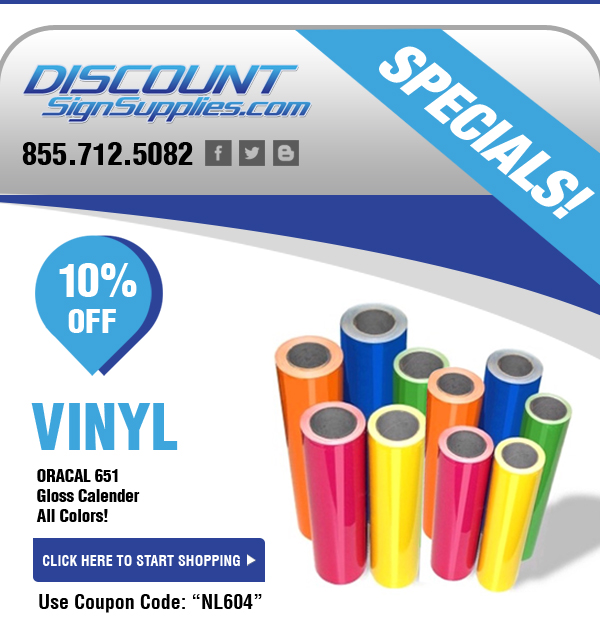 DISCOUNT
SignSupplies.com
855.712.5082
SPECIALS!
10%
OFF
VINYL
ORACAL 651
Gloss Calender
All Colors!
CLICK HERE TO START SHOPPING
Use Coupon Code: “NL604”